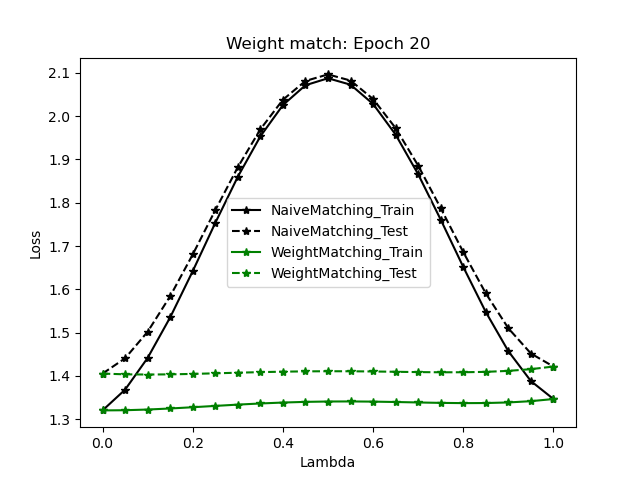 Weight match: Epoch 20
Loss
2.1
2.0
1.9
1.8
1.7
1.6
1.5
1.4
1.3
NaiveMatching_Train
NaiveMatching_Test
WeightMatching_Train
WeightMatching_Test
0.0 0.2 0.4 0.6 0.8 1.0
Lambda